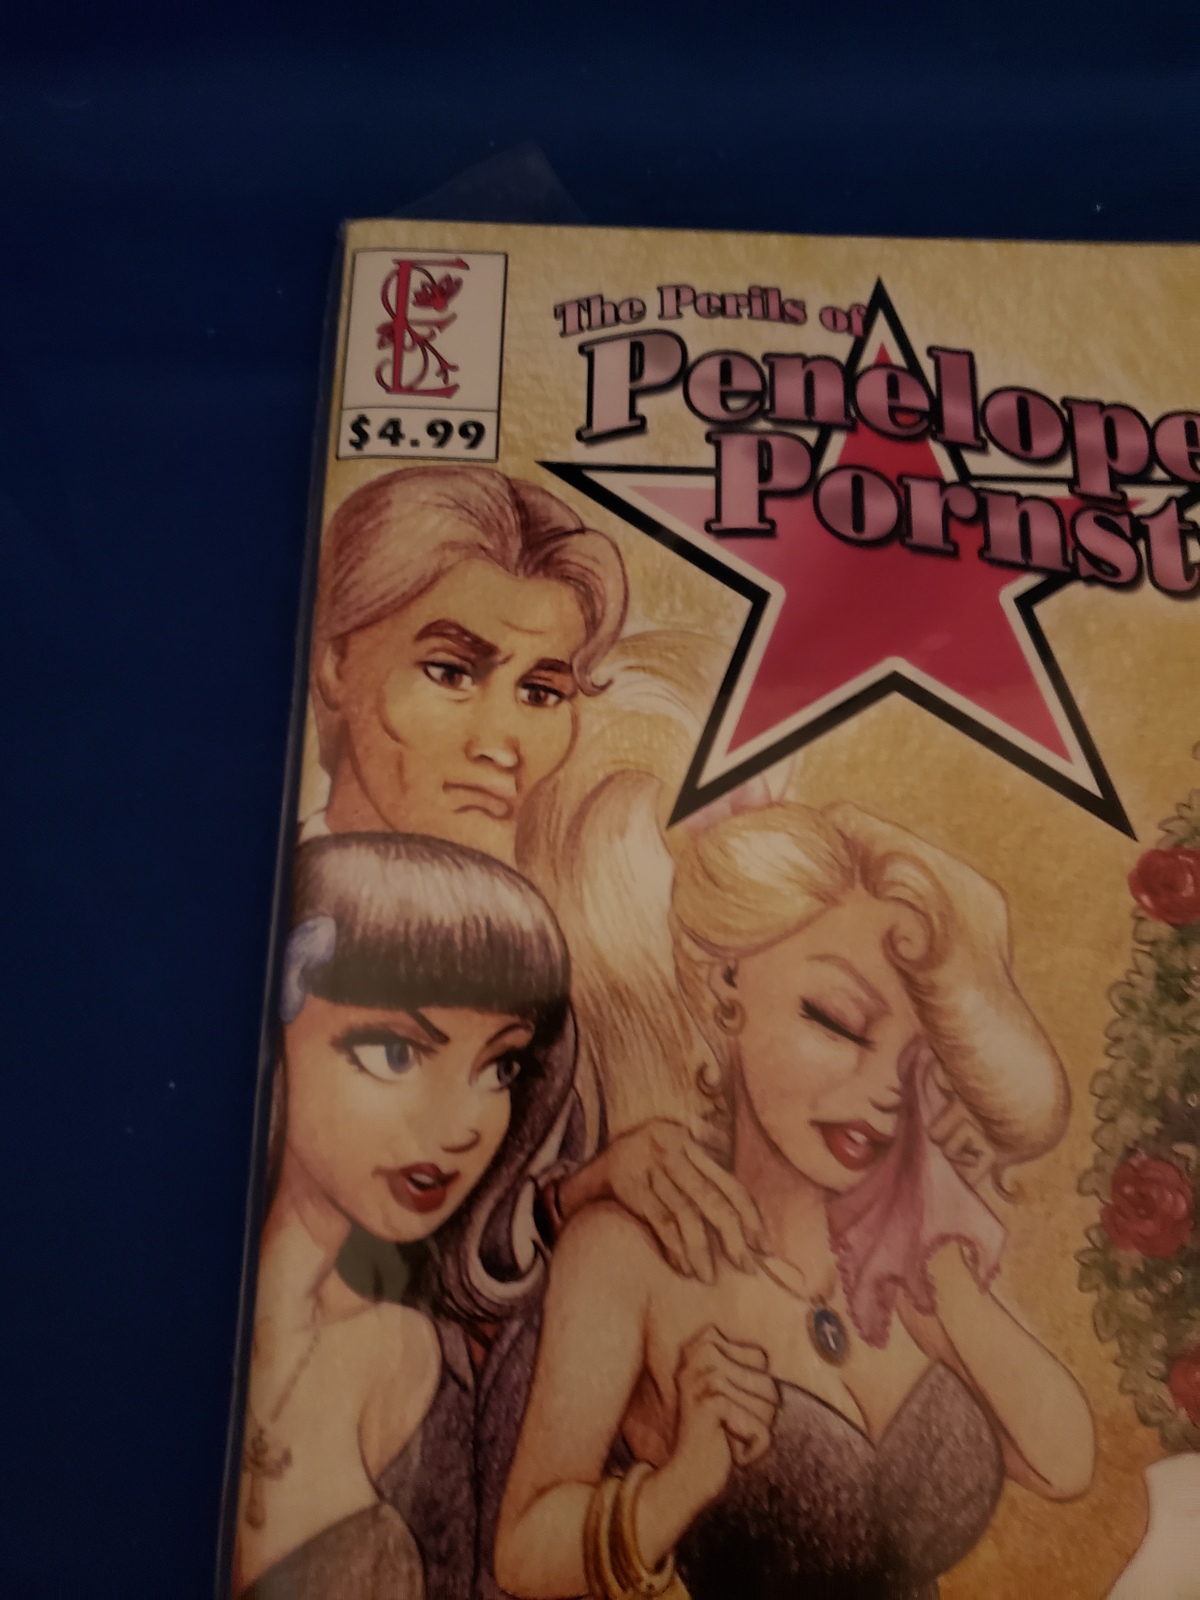 E
$4.99
The Perils of
Penelope
Pornst